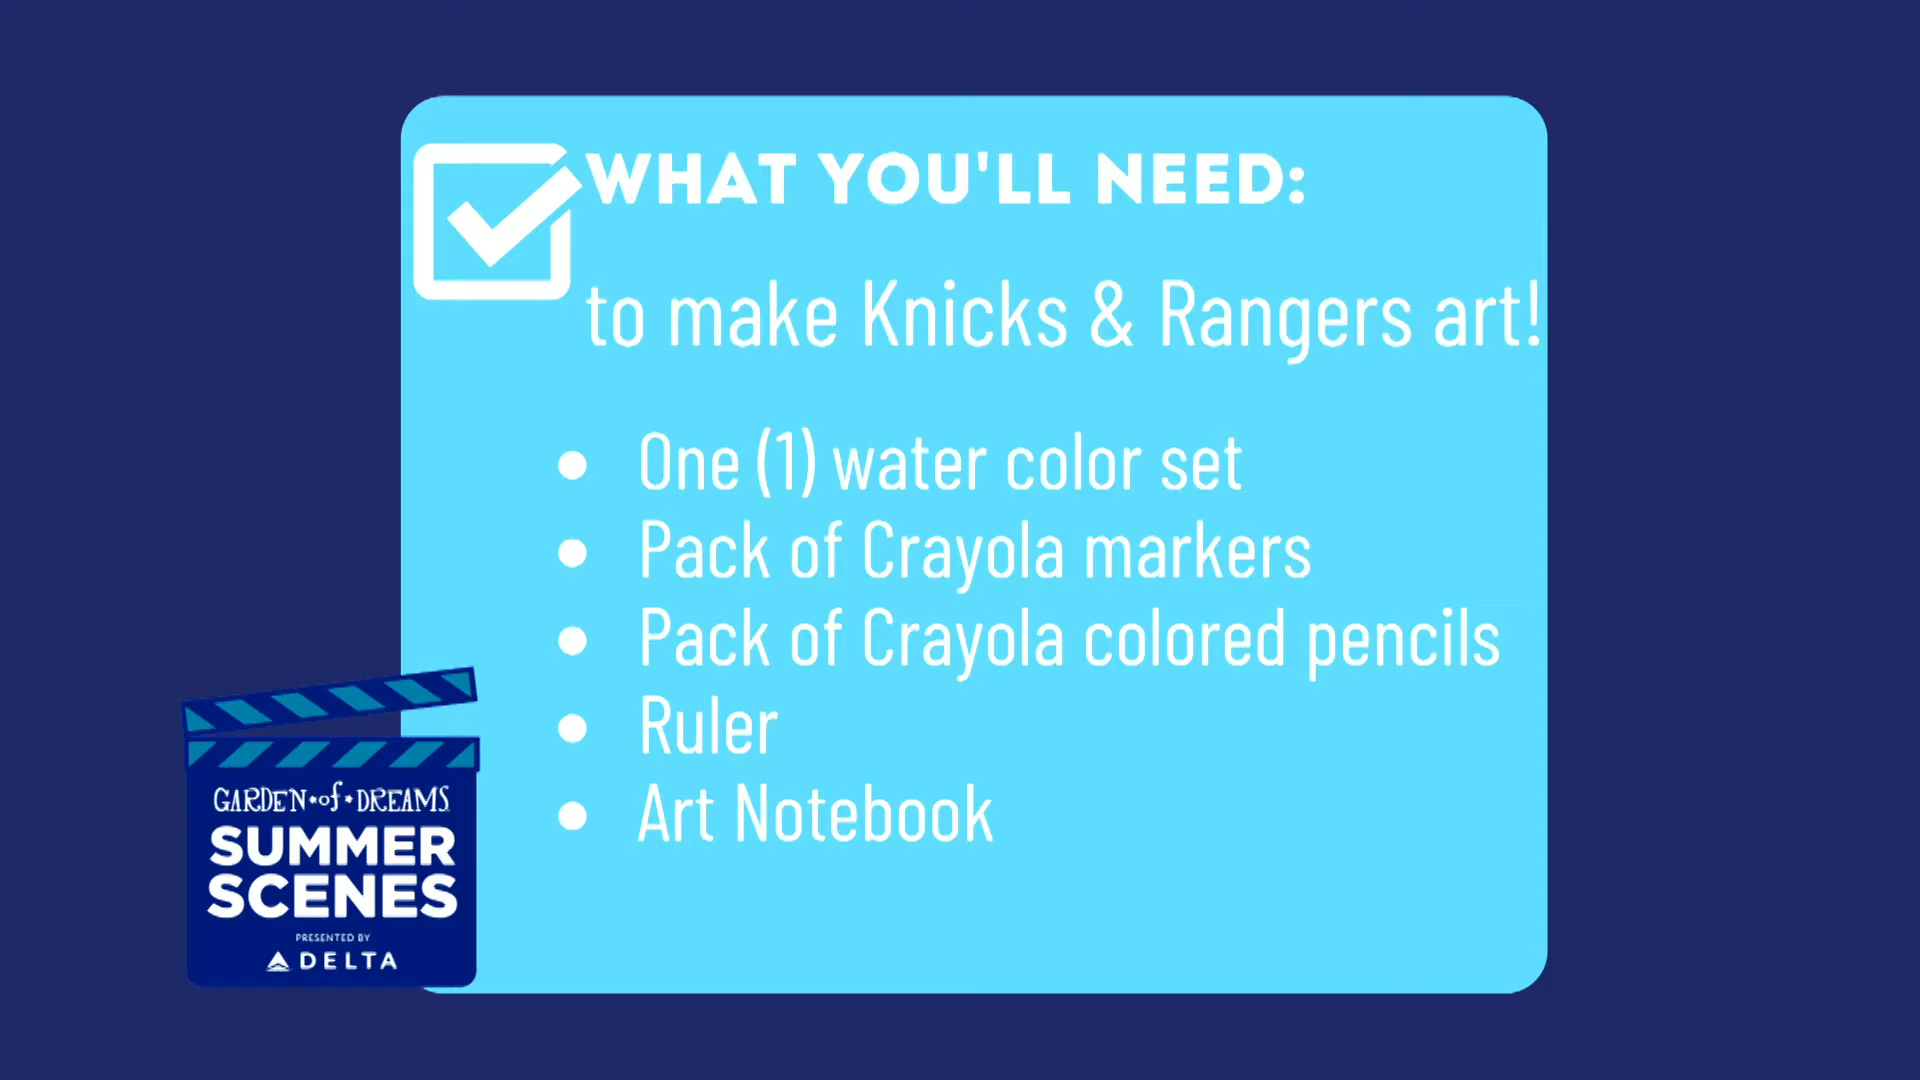 WHAT YOU'LL NEED:
to make Knicks & Rangers art!
One (1) water color set
Pack of Crayola markers
Pack of Crayola colored pencils
Ruler
Art Notebook
GARDEN•of•DREAMS
SUMMER
SCENES
PRESENTED BY
DELTA